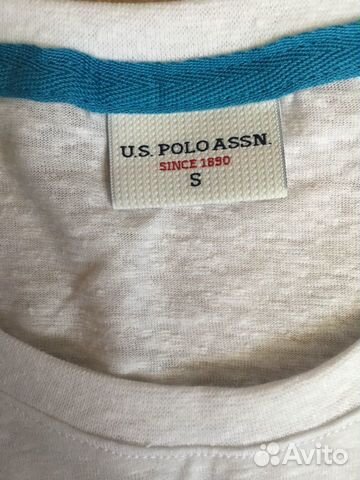 U.S. POLO ASSN.
SINCE 1890
S
Avito